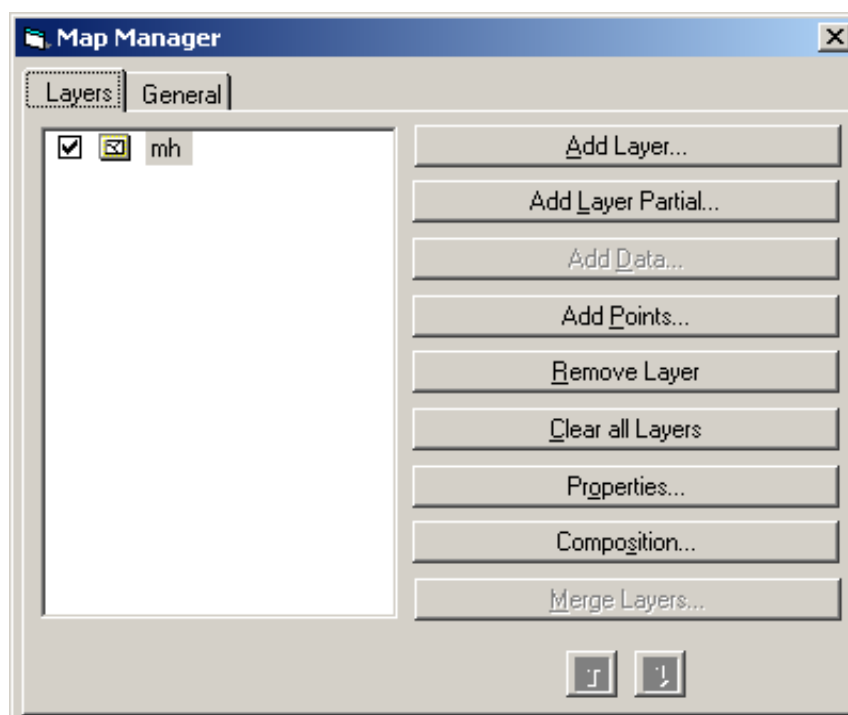 Map Manager
Layers General
mh
Add Layer...
Add Layer Partial...
Add Data...
Add Points...
Remove Layer
Clear all Layers
Properties...
Composition...
Merge Layers...